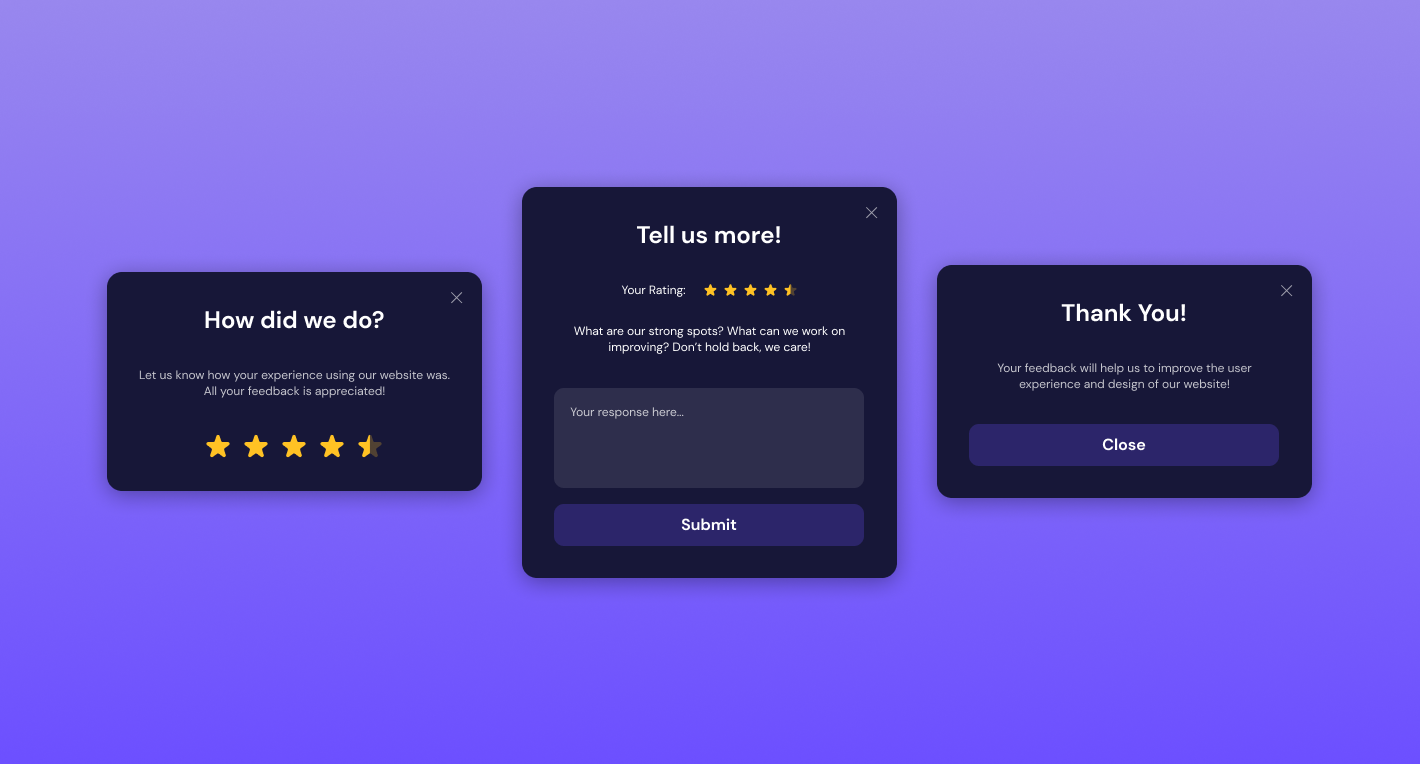 How did we do?
Let us know how your experience using our website was.
All your feedback is appreciated!
Tell us more!
Your Rating:
What are our strong spots? What can we work on
improving? Don’t hold back, we care!
Your response here...
Submit
Thank You!
Your feedback will help us to improve the user
experience and design of our website!
Close